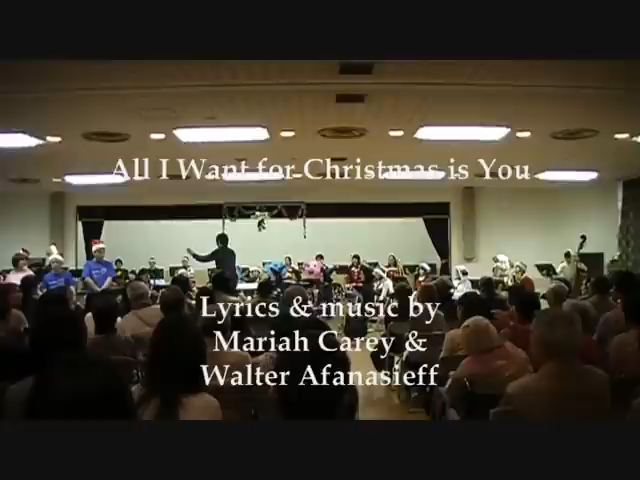 All I Want for Christmas is You
Lyrics & music by
Mariah Carey &
Walter Afanasieff